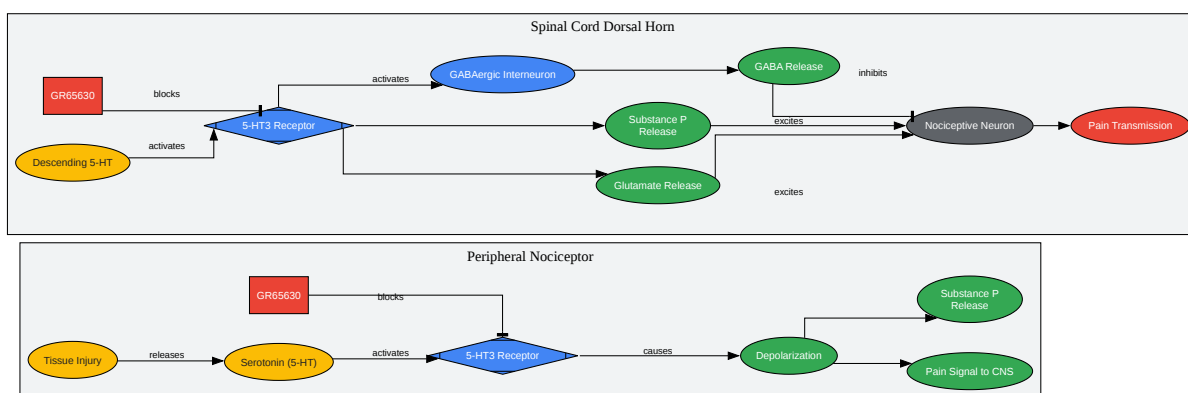 Spinal Cord Dorsal Horn
GABA Release
GABAergic Interneuron
inhibits
activates
GR65630
blocks
5-HT3 Receptor
Substance P
Release
excites
Nociceptive Neuron
Pain Transmission
activates
Descending 5-HT
Glutamate Release
excites
Peripheral Nociceptor
GR65630
blocks
Substance P
Release
Tissue Injury
releases
Serotonin (5-HT)
activates
5-HT3 Receptor
causes
Depolarization
Pain Signal to CNS